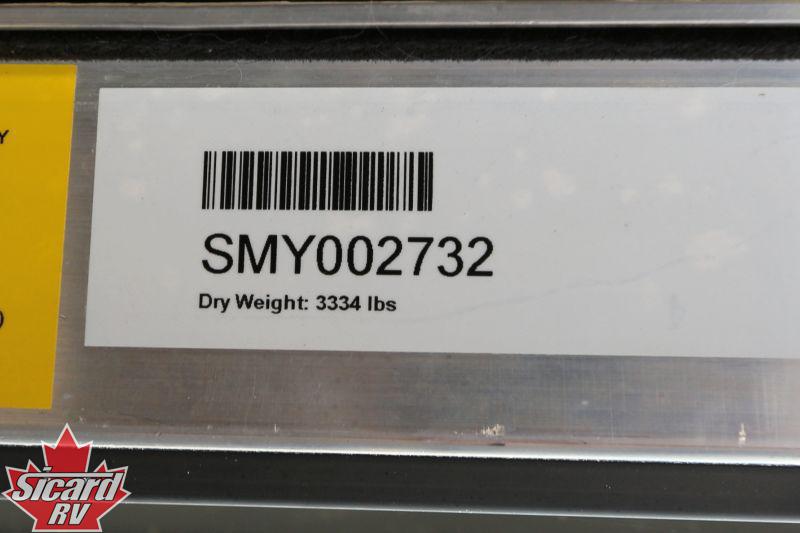 Y
SMY002732
Dry Weight: 3334 lbs
)
Sicard
RV